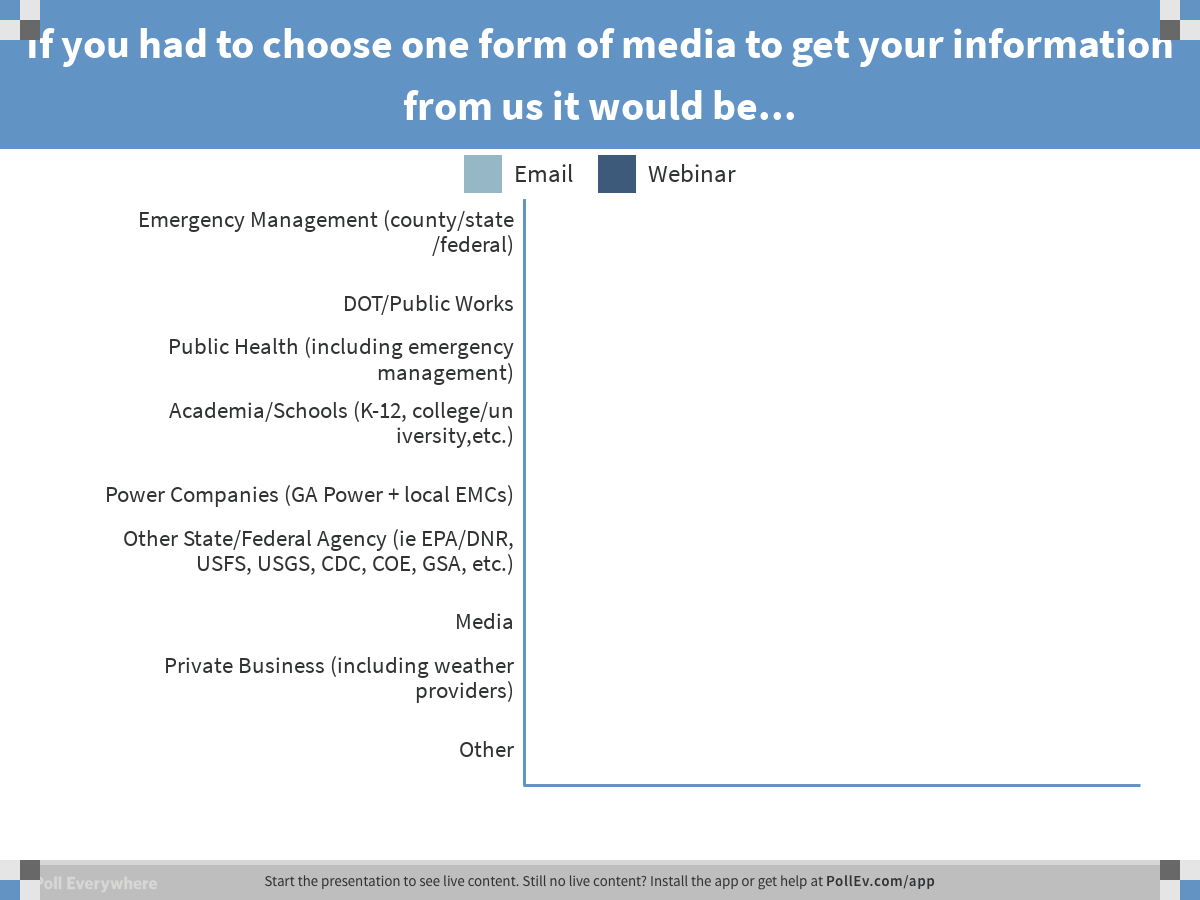 If you had to choose one form of media to get your information
from us it would be...
Email
Webinar
Emergency Management (county/state
/federal)
DOT/Public Works
Public Health (including emergency
management)
Academia/Schools (K-12, college/un
iversity,etc.)
Power Companies (GA Power + local EMCs)
Other State/Federal Agency (ie EPA/DNR,
USFS, USGS, CDC, COE, GSA, etc.)
Media
Private Business (including weather
providers)
Other
Poll Everywhere
Start the presentation to see live content. Still no live content? Install the app or get help at PollEv.com/app